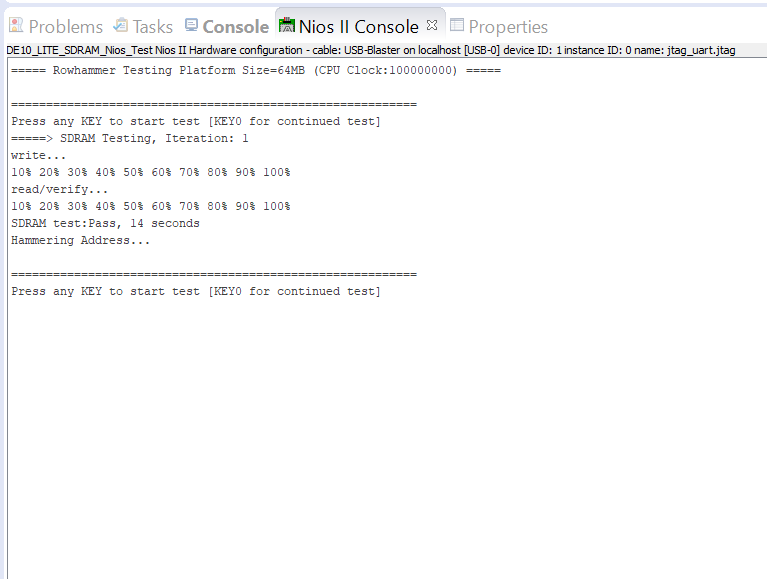 Problems Tasks Console Nios II Console Properties
DE10_LITE_SDRAM_Nios_Test Nios II Hardware configuration - cable: USB-Blaster on localhost [USB-0] device ID: 1 instance ID: 0 name: jtag_uart.jtag
===== Rowhammer Testing Platform Size=64MB (CPU Clock:100000000) =====
==========================================================
Press any KEY to start test [KEY0 for continued test]
=====> SDRAM Testing, Iteration: 1
write...
10% 20% 30% 40% 50% 60% 70% 80% 90% 100%
read/verify...
10% 20% 30% 40% 50% 60% 70% 80% 90% 100%
SDRAM test:Pass, 14 seconds
Hammering Address...
==========================================================
Press any KEY to start test [KEY0 for continued test]